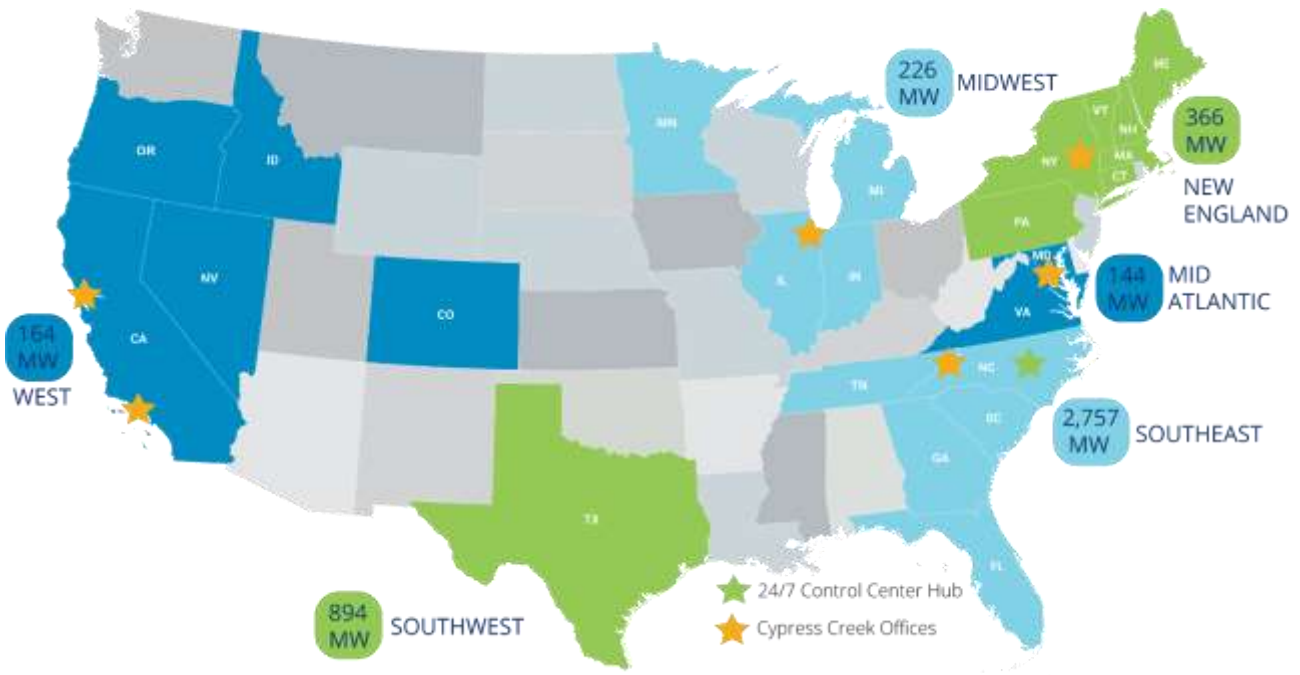 226
MW
MIDWEST
366
MW
NEW
ENGLAND
144
MW
MID
ATLANTIC
2,757
MW
SOUTHEAST
164
MW
WEST
894
MW
SOUTHWEST
OR
ID
NV
CA
CO
MN
MI
IL
IN
ME
VT
NH
NY
MA
CT
PA
MD
VA
TN
NC
SC
GA
FL
TX
24/7 Control Center Hub
Cypress Creek Offices